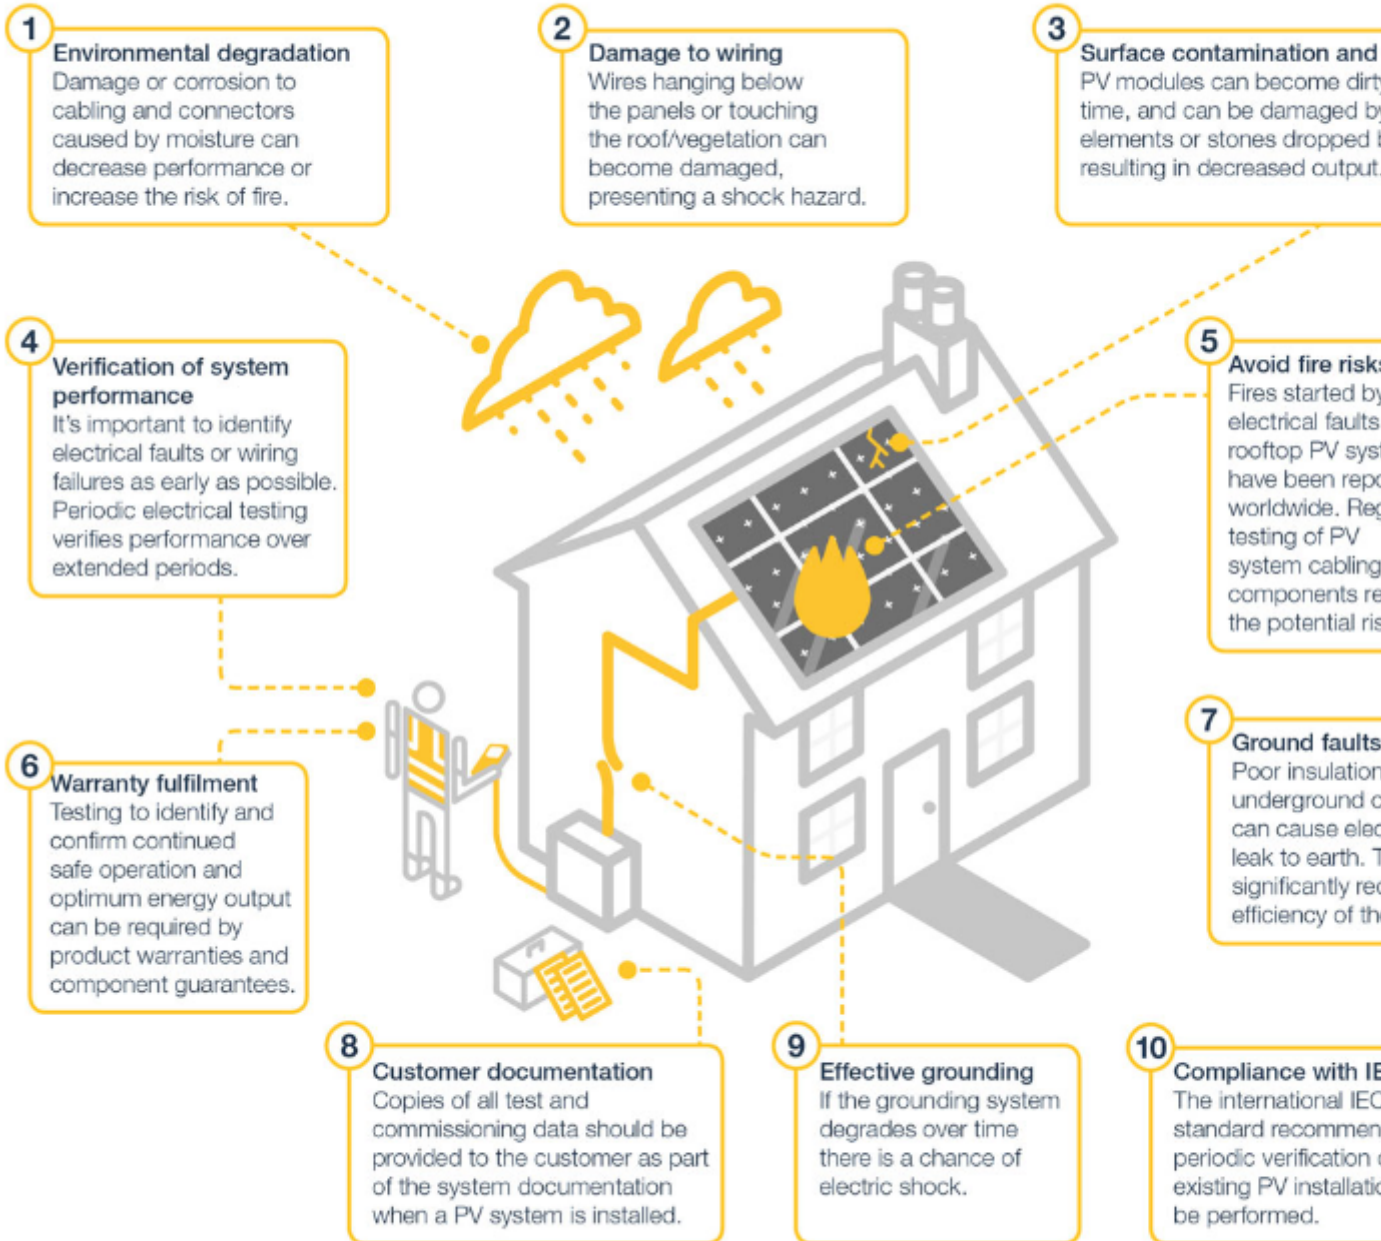 1
Environmental degradation
Damage or corrosion to
cabling and connectors
caused by moisture can
decrease performance or
increase the risk of fire.
2
Damage to wiring
Wires hanging below
the panels or touching
the roof/vegetation can
become damaged,
presenting a shock hazard.
3
Surface contamination and
PV modules can become dirty
time, and can be damaged by
elements or stones dropped
resulting in decreased output.
4
Verification of system
performance
It's important to identify
electrical faults or wiring
failures as early as possible.
Periodic electrical testing
verifies performance over
extended periods.
5
Avoid fire risks
Fires started by
electrical faults
rooftop PV
have been
worldwide.
testing of PV
system cabling
components
the potential
6
Warranty fulfilment
Testing to identify and
confirm continued
safe operation and
optimum energy output
can be required by
product warranties and
component guarantees.
7
Ground faults
Poor insulation
underground
can cause
leak to earth.
significantly
efficiency of
8
Customer documentation
Copies of all test and
commissioning data should be
provided to the customer as part
of the system documentation
when a PV system is installed.
9
Effective grounding
If the grounding system
degrades over time
there is a chance of
electric shock.
10
Compliance with
The international IEC
standard
periodic verification
existing PV
be performed.